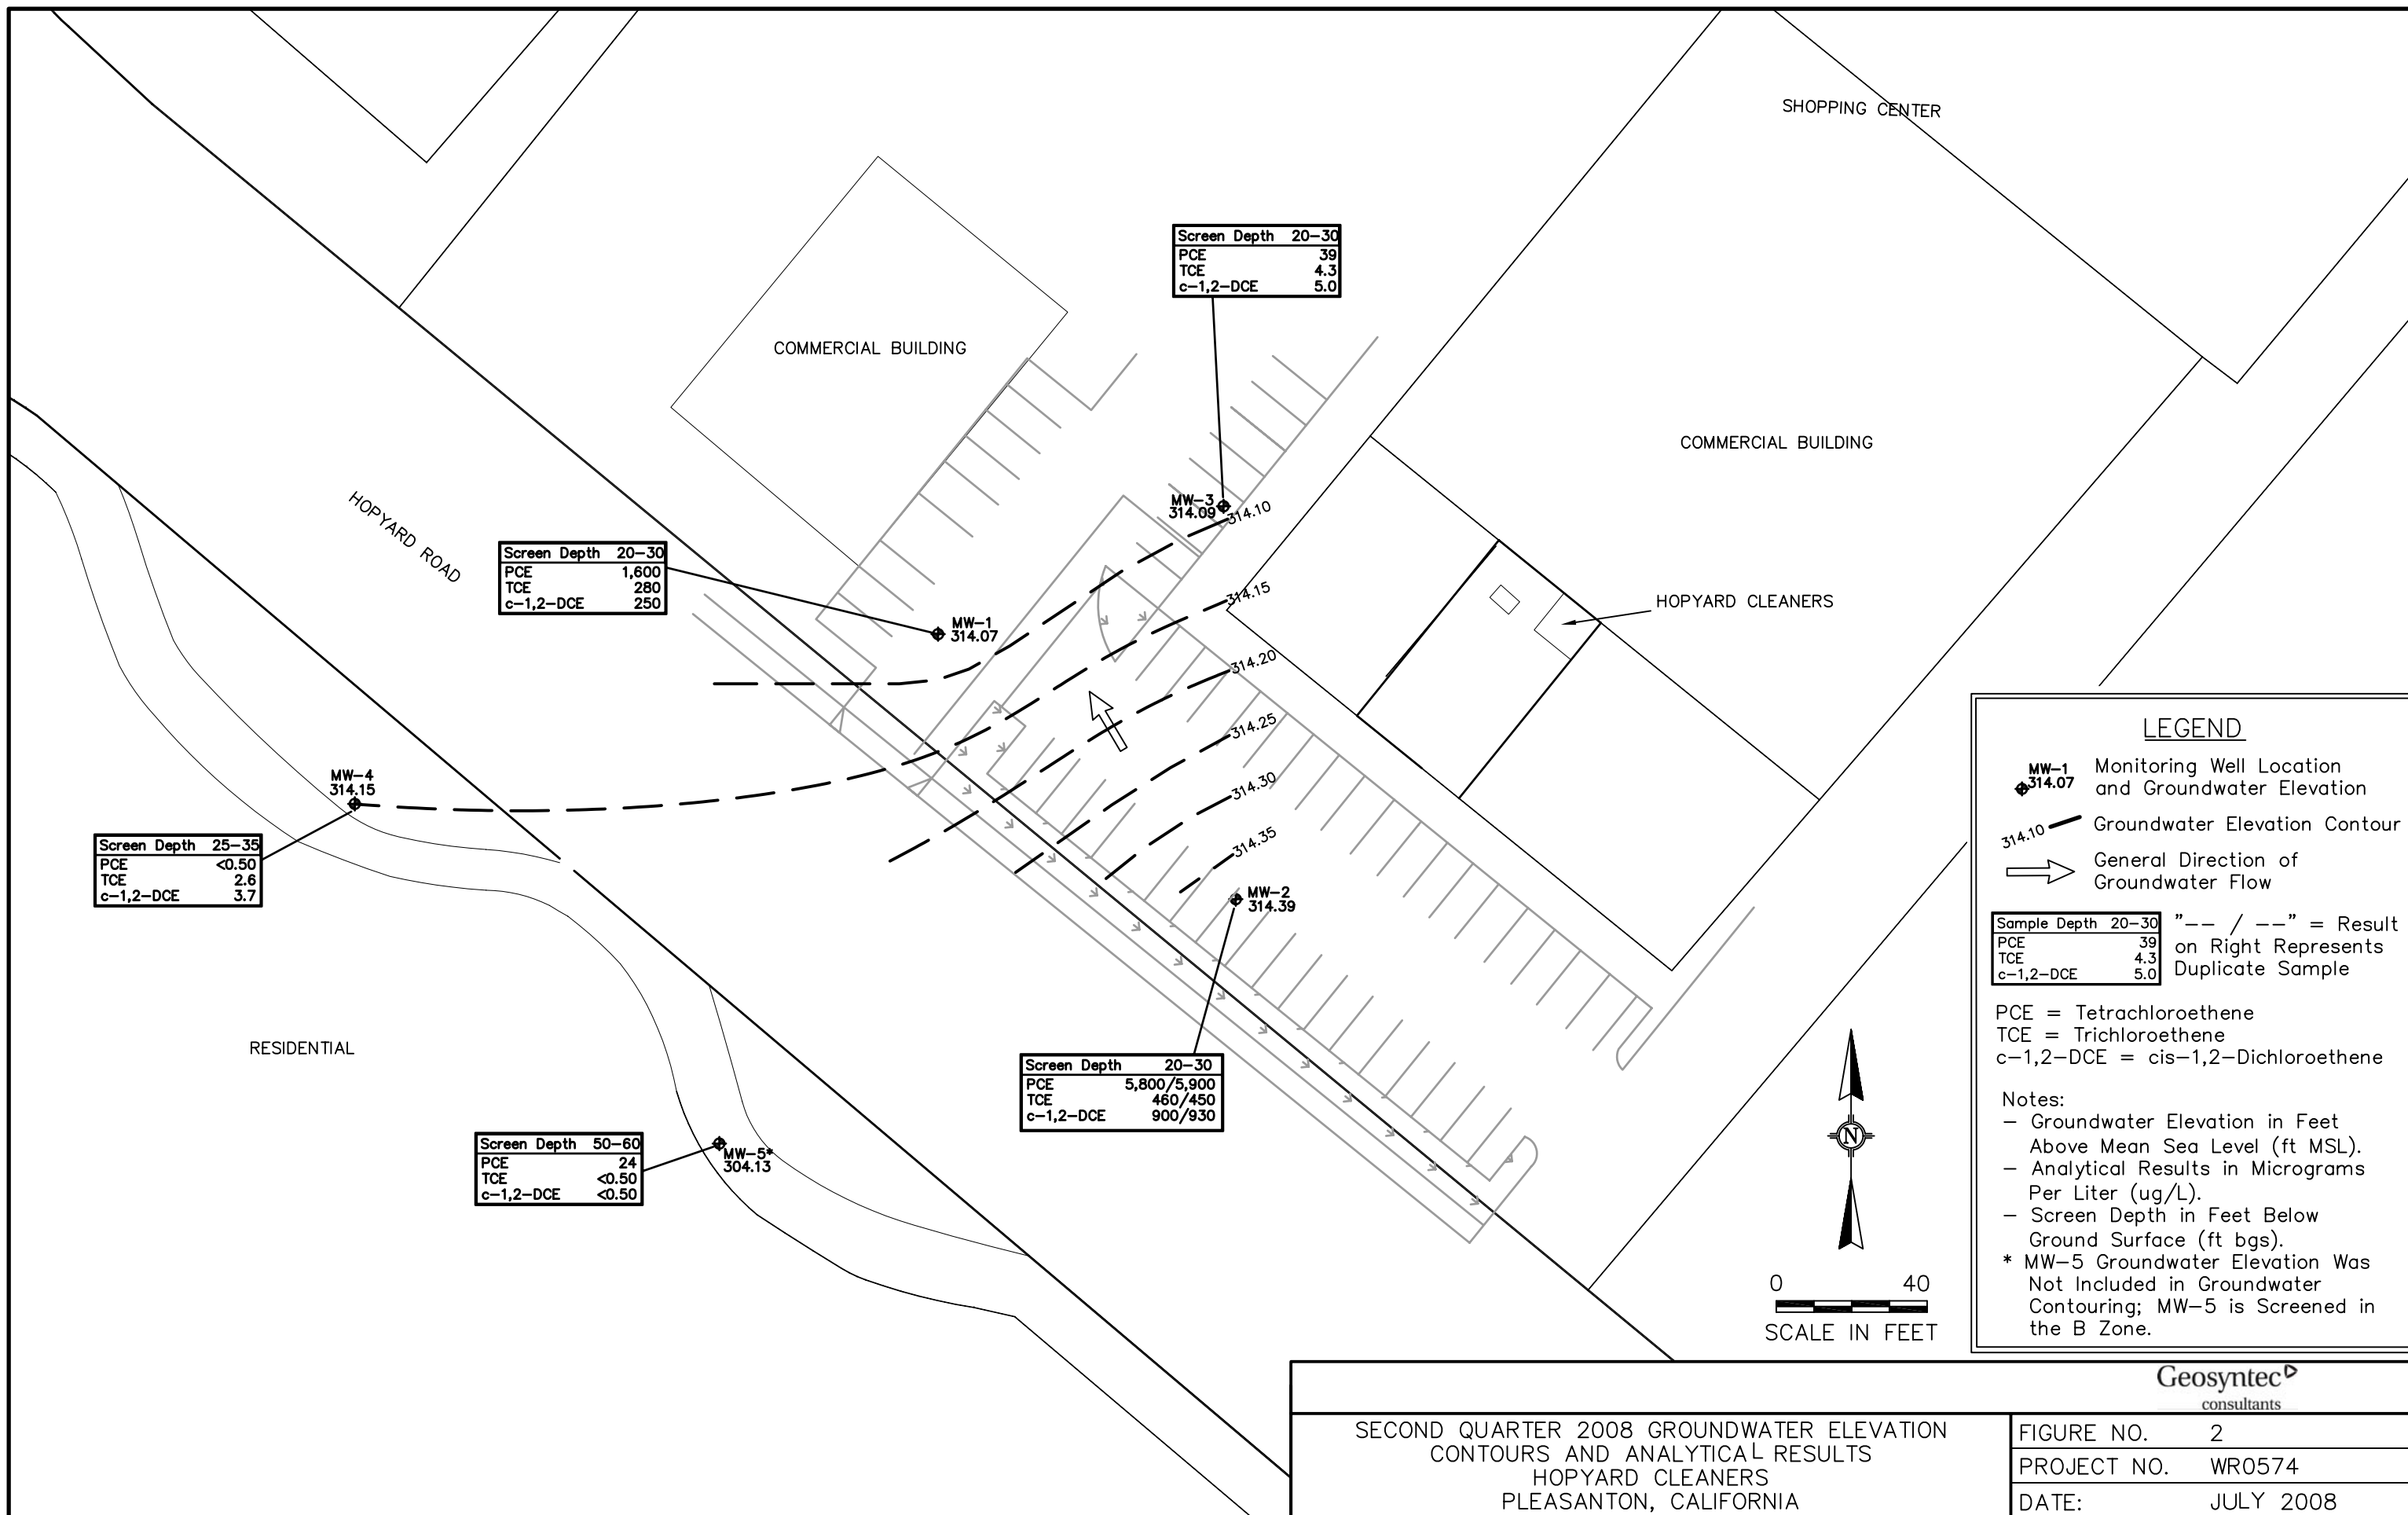 SHOPPING CENTER
Screen Depth 20-30
PCE 39
TCE 4.3
c-1,2-DCE 5.0
COMMERCIAL BUILDING
COMMERCIAL BUILDING
HOPYARD ROAD
MW-3
314.09
314.10
Screen Depth 20-30
PCE 1,600
TCE 280
c-1,2-DCE 250
MW-1
314.07
314.15
HOPYARD CLEANERS
314.20
314.25
314.30
314.35
MW-4
314.15
Screen Depth 25-35
PCE <0.50
TCE 2.6
c-1,2-DCE 3.7
MW-2
314.39
RESIDENTIAL
Screen Depth 20-30
PCE 5,800/5,900
TCE 460/450
c-1,2-DCE 900/930
Screen Depth 50-60
PCE 24
TCE <0.50
c-1,2-DCE <0.50
MW-5*
304.13
N
0 40
SCALE IN FEET
LEGEND
MW-1
314.07
Monitoring Well Location
and Groundwater Elevation
314.10
Groundwater Elevation Contour
General Direction of
Groundwater Flow
Sample Depth 20-30
PCE 39
TCE 4.3
c-1,2-DCE 5.0
"-- / --" = Result
on Right Represents
Duplicate Sample
PCE = Tetrachloroethene
TCE = Trichloroethene
c-1,2-DCE = cis-1,2-Dichloroethene
Notes:
- Groundwater Elevation in Feet
Above Mean Sea Level (ft MSL).
- Analytical Results in Micrograms
Per Liter (ug/L).
- Screen Depth in Feet Below
Ground Surface (ft bgs).
* MW-5 Groundwater Elevation Was
Not Included in Groundwater
Contouring; MW-5 is Screened in
the B Zone.
Geosyntec
consultants
SECOND QUARTER 2008 GROUNDWATER ELEVATION
CONTOURS AND ANALYTICAL RESULTS
HOPYARD CLEANERS
PLEASANTON, CALIFORNIA
FIGURE NO. 2
PROJECT NO. WR0574
DATE: JULY 2008